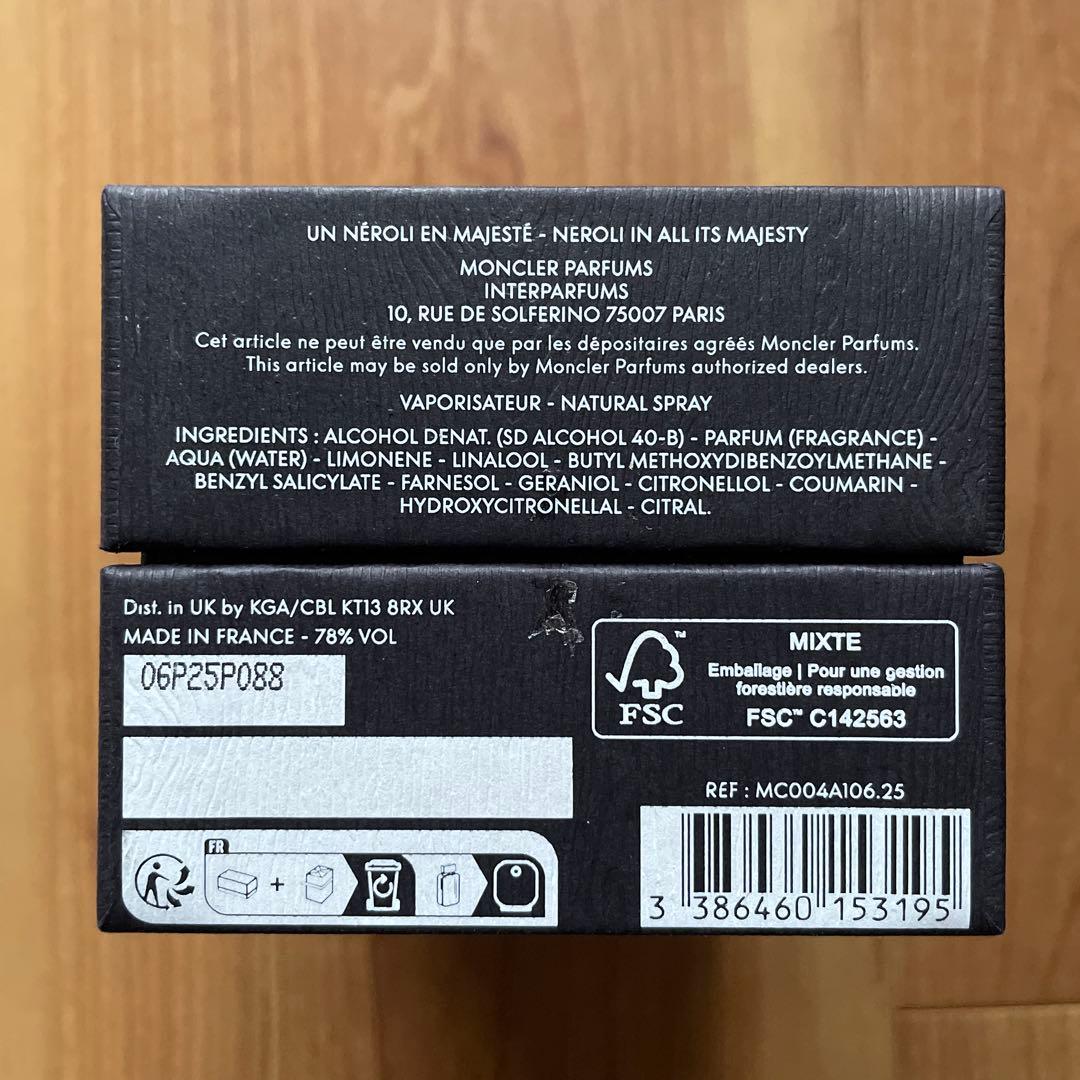 UN NÉROLI EN MAJESTÉ - NEROLI IN ALL ITS MAJESTY
MONCLER PARFUMS
INTERPARFUMS
10, RUE DE SOLFERINO 75007 PARIS
Cet article ne peut être vendu que par les dépositaires agréés Moncler Parfums.
This article may be sold only by Moncler Parfums authorized dealers.
VAPORISATEUR - NATURAL SPRAY
INGREDIENTS : ALCOHOL DENAT. (SD ALCOHOL 40-B) - PARFUM (FRAGRANCE) -
AQUA (WATER) - LIMONENE - LINALOOL - BUTYL METHOXYDIBENZOYLMETHANE -
BENZYL SALICYLATE - FARNESOL - GERANIOL - CITRONELLOL - COUMARIN -
HYDROXYCITRONELLAL - CITRAL.
Dist. in UK by KGA/CBL KT13 8RX UK
MADE IN FRANCE - 78% VOL
06P25P088
FSC™
MIXTE
Emballage | Pour une gestion
forestière responsable
FSC™ C142563
REF : MC004A106.25
FR
3 386460 153195